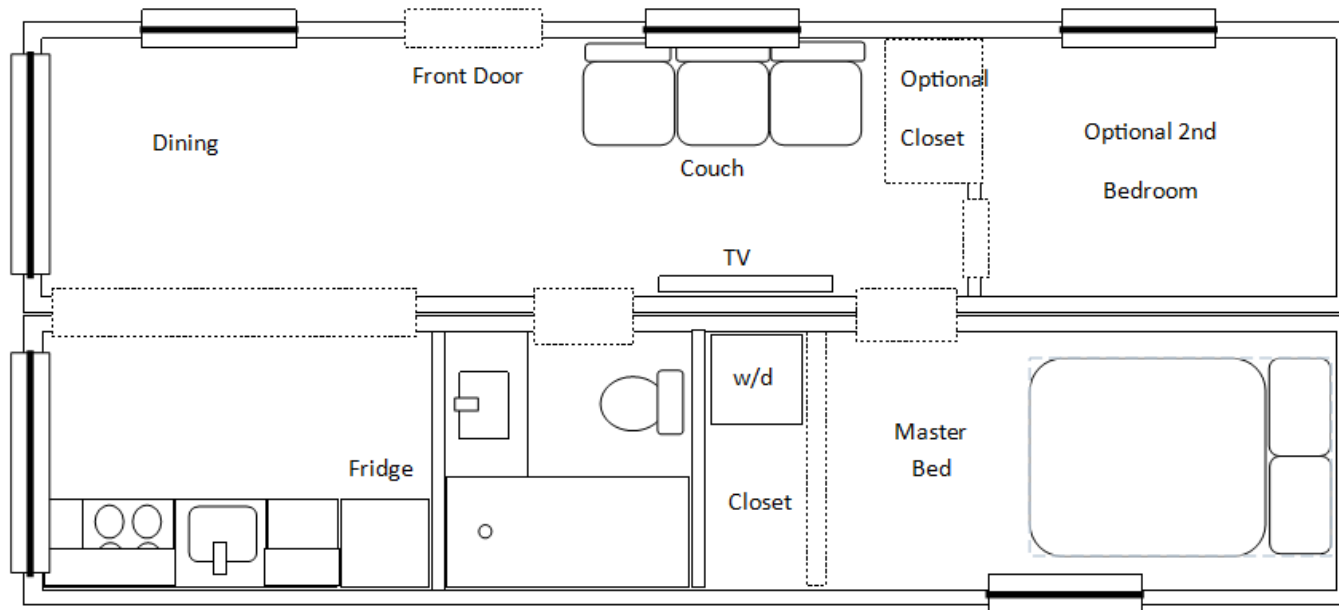 Front Door
Optional
Closet
Dining
Optional 2nd
Bedroom
Couch
TV
w/d
Master
Bed
Fridge
Closet